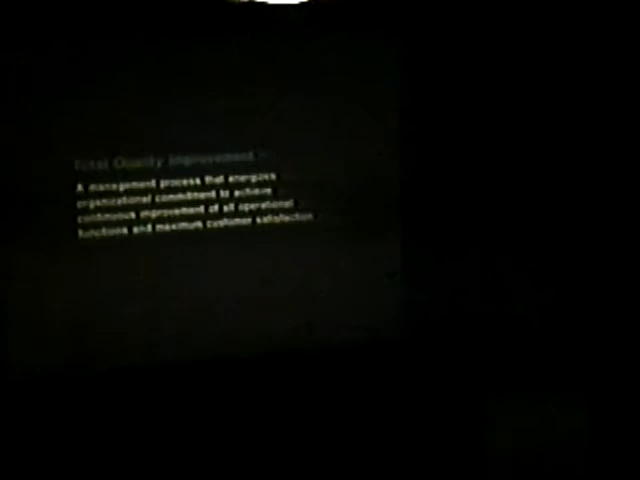 Total Quality Improvement
A management process that energizes
organizational commitment to achieve
continuous improvement of all operational
functions and maximum customer satisfaction